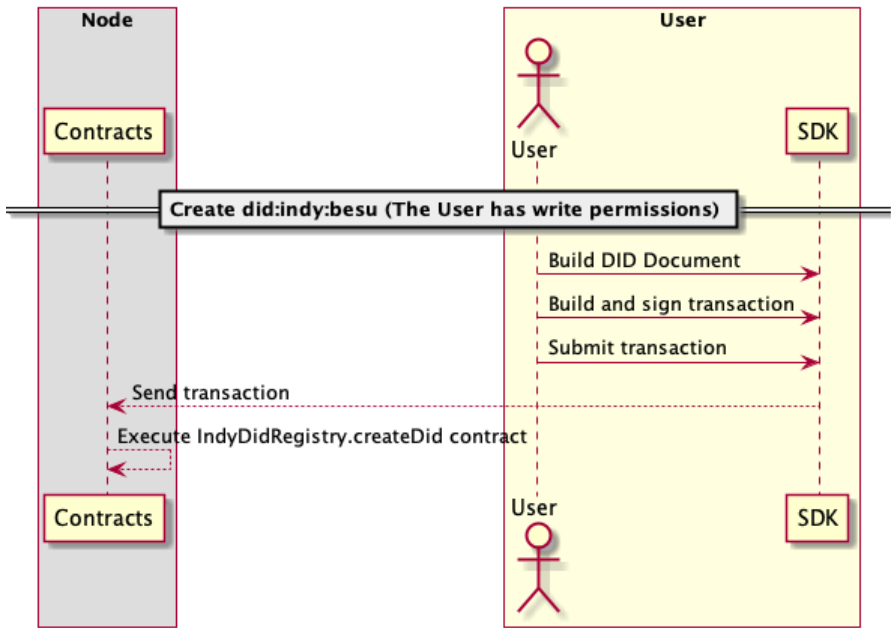 Node
User
Contracts
User
SDK
Create did:indy:besu (The User has write permissions)
Build DID Document
Build and sign transaction
Submit transaction
Send transaction
Execute IndyDidRegistry.createDid contract
Contracts
User
SDK